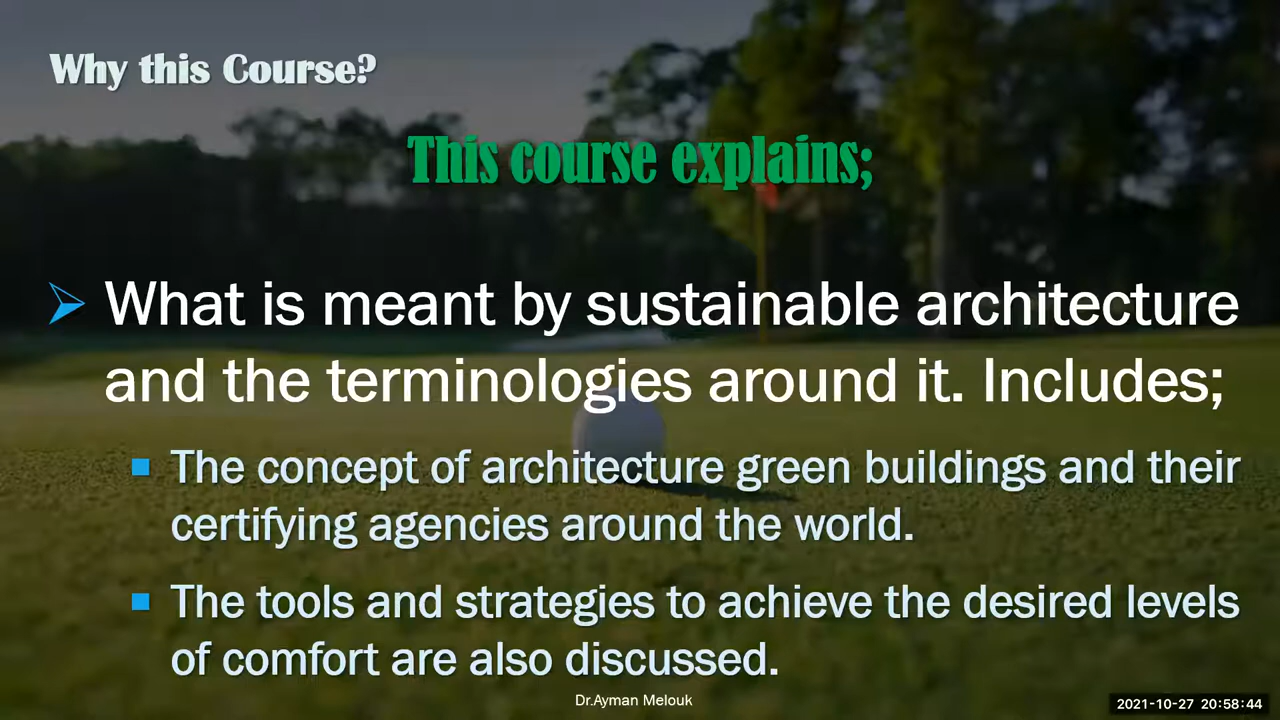 Why this Course?
This course explains;
What is meant by sustainable architecture
and the terminologies around it. Includes;
The concept of architecture green buildings and their
certifying agencies around the world.
The tools and strategies to achieve the desired levels
of comfort are also discussed.
Dr.Ayman Melouk
2021-10-27 20:58:44